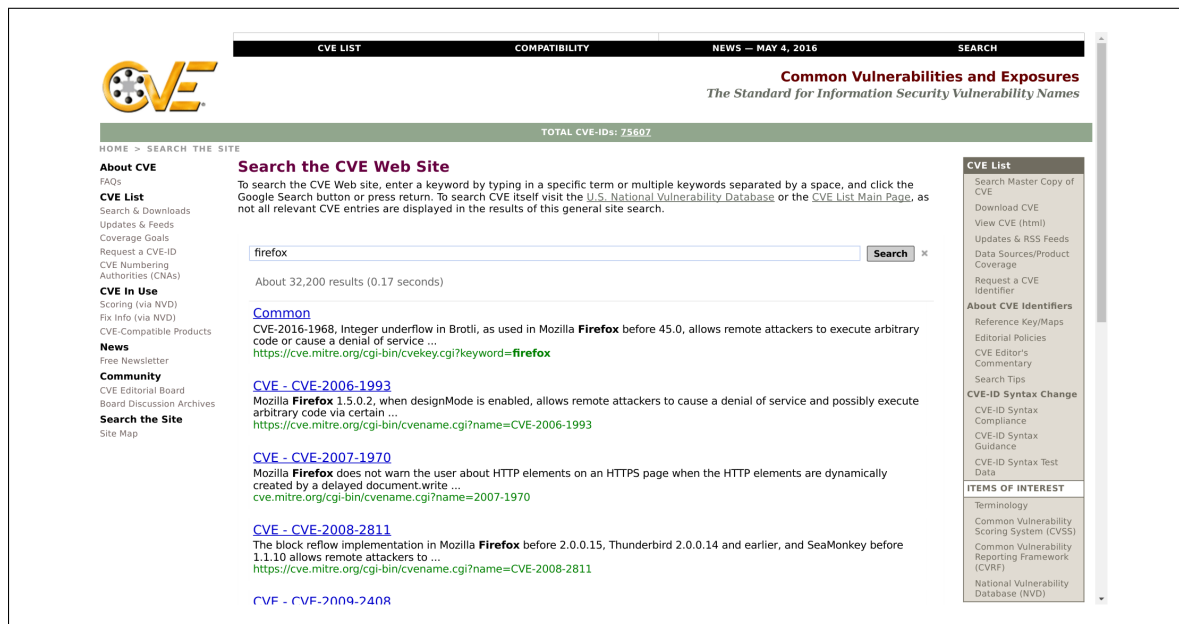 CVE LIST COMPATIBILITY NEWS — MAY 4, 2016 SEARCH
CVE
Common Vulnerabilities and Exposures
The Standard for Information Security Vulnerability Names
TOTAL CVE-IDs: 75607
HOME > SEARCH THE SITE
About CVE
FAQs
CVE List
Search & Downloads
Updates & Feeds
Coverage Goals
Request a CVE-ID
CVE Numbering
Authorities (CNAs)
CVE In Use
Scoring (via NVD)
Fix Info (via NVD)
CVE-Compatible Products
News
Free Newsletter
Community
CVE Editorial Board
Board Discussion Archives
Search the Site
Site Map
Search the CVE Web Site
To search the CVE Web site, enter a keyword by typing in a specific term or multiple keywords separated by a space, and click the
Google Search button or press return. To search CVE itself visit the U.S. National Vulnerability Database or the CVE List Main Page, as
not all relevant CVE entries are displayed in the results of this general site search.
firefox
Search ×
About 32,200 results (0.17 seconds)
Common
CVE-2016-1968, Integer underflow in Brotli, as used in Mozilla Firefox before 45.0, allows remote attackers to execute arbitrary
code or cause a denial of service ...
https://cve.mitre.org/cgi-bin/cvekey.cgi?keyword=firefox
CVE - CVE-2006-1993
Mozilla Firefox 1.5.0.2, when designMode is enabled, allows remote attackers to cause a denial of service and possibly execute
arbitrary code via certain ...
https://cve.mitre.org/cgi-bin/cvename.cgi?name=CVE-2006-1993
CVE - CVE-2007-1970
Mozilla Firefox does not warn the user about HTTP elements on an HTTPS page when the HTTP elements are dynamically
created by a delayed document.write ...
cve.mitre.org/cgi-bin/cvename.cgi?name=2007-1970
CVE - CVE-2008-2811
The block reflow implementation in Mozilla Firefox before 2.0.0.15, Thunderbird 2.0.0.14 and earlier, and SeaMonkey before
1.1.10 allows remote attackers to ...
https://cve.mitre.org/cgi-bin/cvename.cgi?name=CVE-2008-2811
CVE - CVE-2009-2408
CVE List
Search Master Copy of
CVE
Download CVE
View CVE (html)
Updates & RSS Feeds
Data Sources/Product
Coverage
Request a CVE
Identifier
About CVE Identifiers
Reference Key/Maps
Editorial Policies
CVE Editor's
Commentary
Search Tips
CVE-ID Syntax Change
CVE-ID Syntax
Compliance
CVE-ID Syntax
Guidance
CVE-ID Syntax Test
Data
ITEMS OF INTEREST
Terminology
Common Vulnerability
Scoring System (CVSS)
Common Vulnerability
Reporting Framework
(CVRF)
National Vulnerability
Database (NVD)